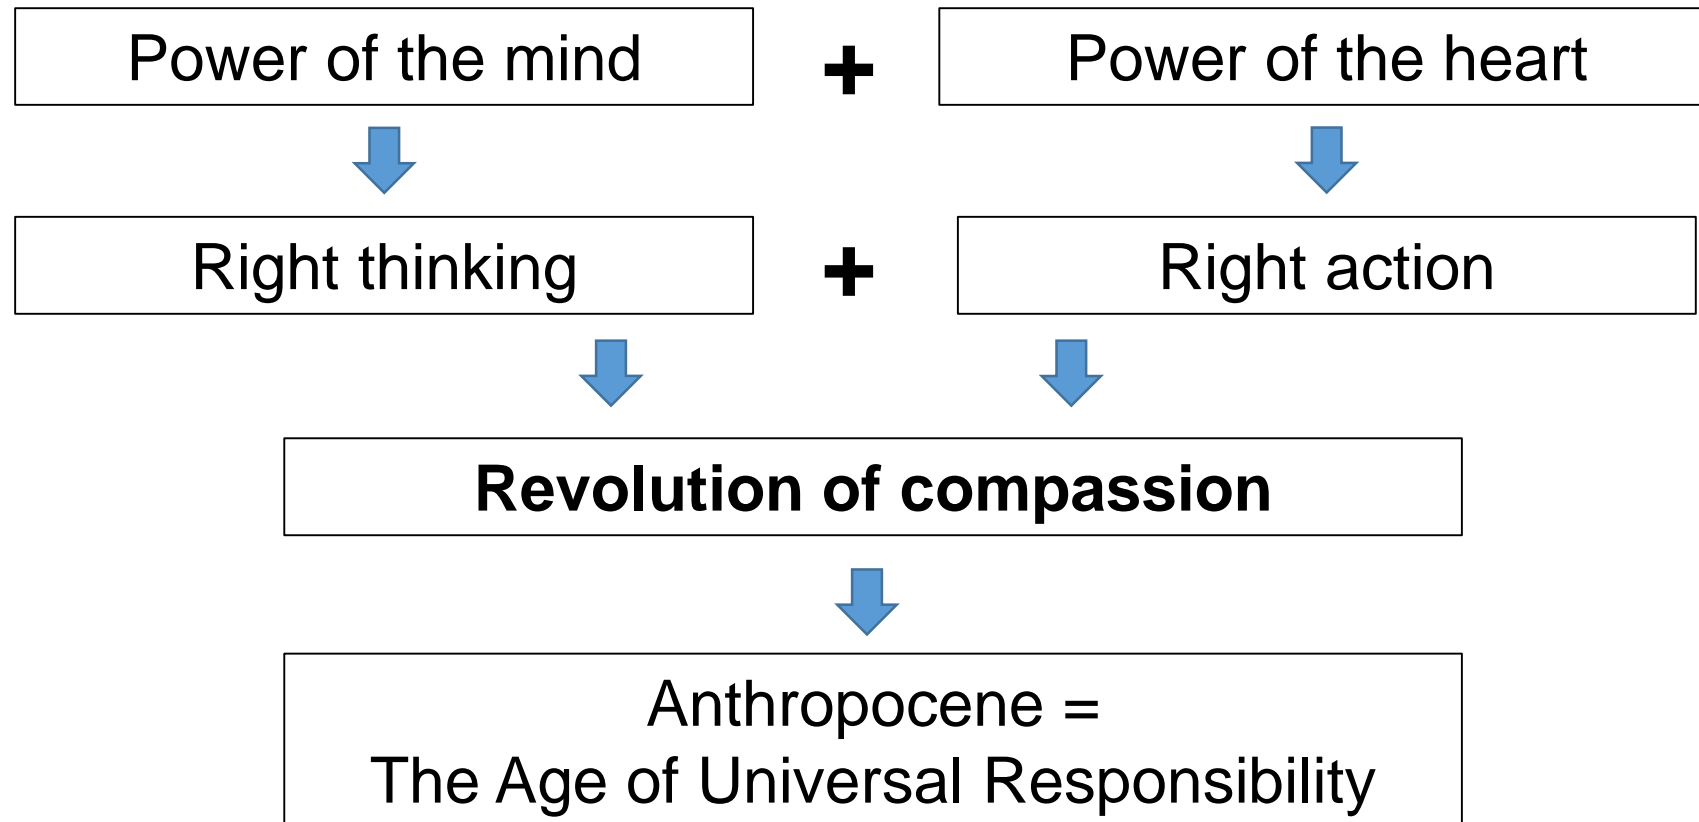 Power of the mind + Power of the heart
Right thinking + Right action
Revolution of compassion
Anthropocene =
The Age of Universal Responsibility